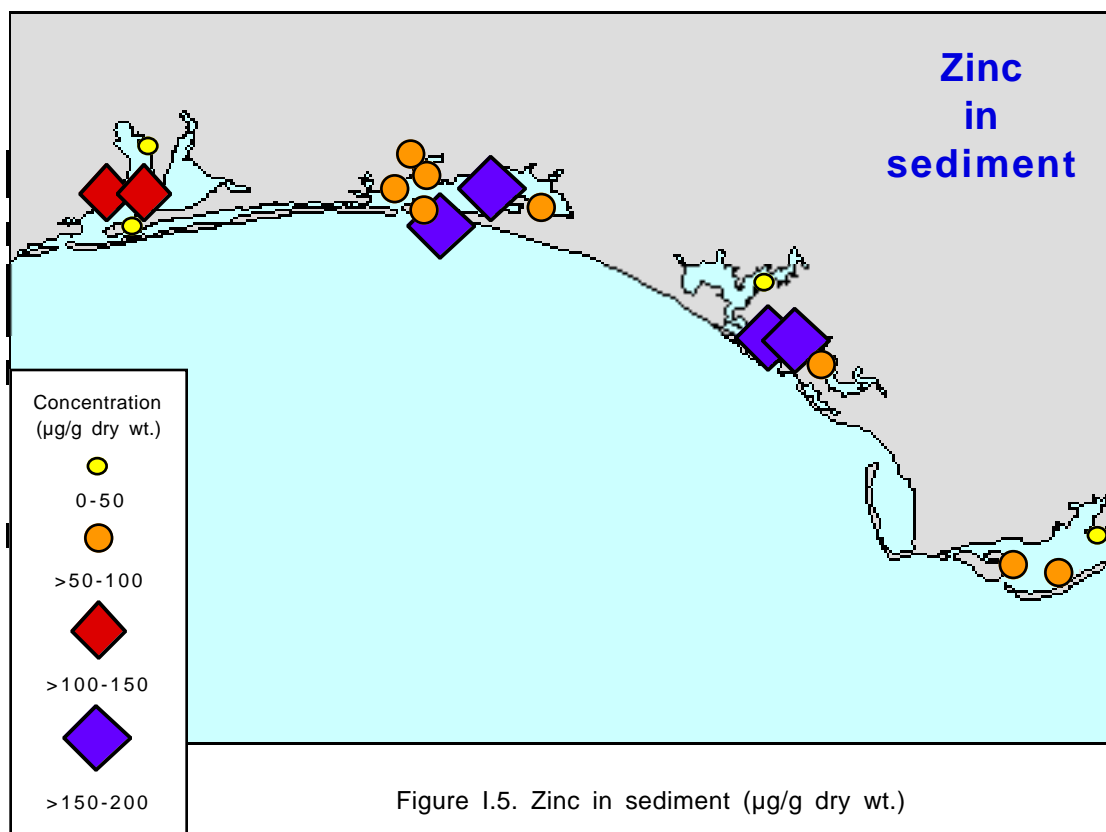 Zinc
in
sediment
Concentration
(µg/g dry wt.)
0-50
>50-100
>100-150
>150-200
Figure I.5. Zinc in sediment (µg/g dry wt.)